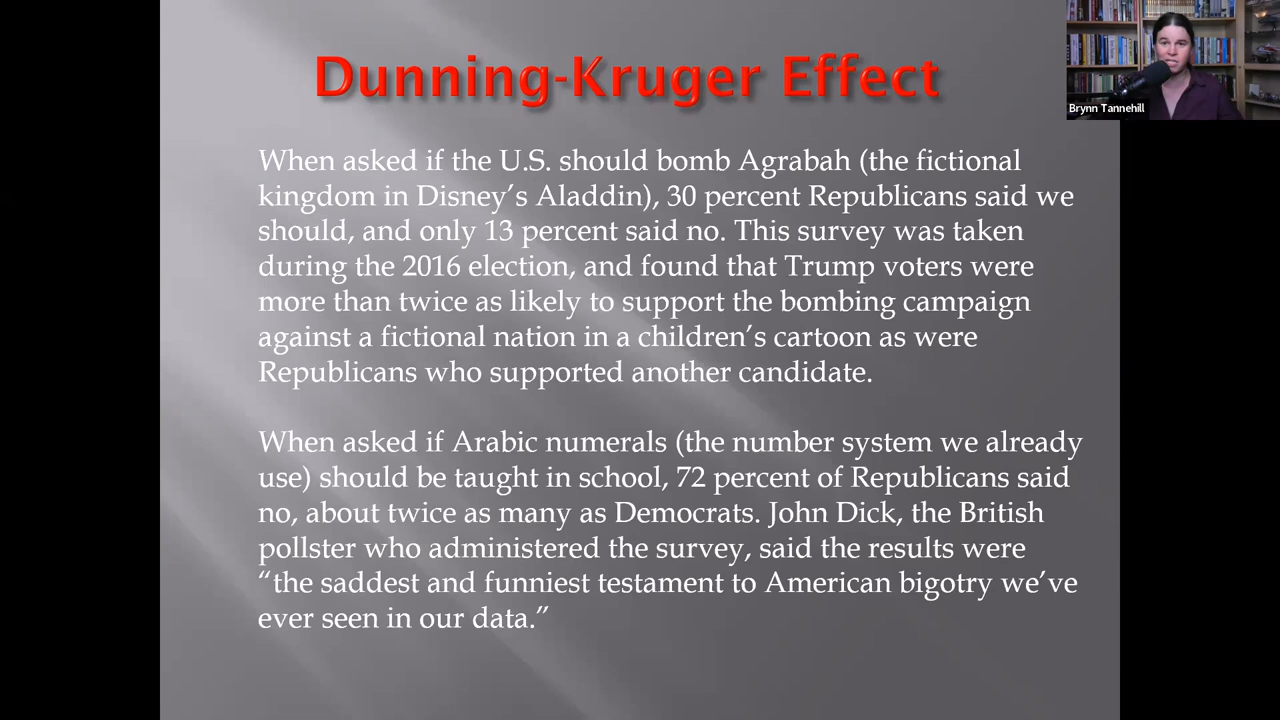 Dunning-Kruger Effect
Brynn Tannehill
When asked if the U.S. should bomb Agrabah (the fictional
kingdom in Disney’s Aladdin), 30 percent Republicans said we
should, and only 13 percent said no. This survey was taken
during the 2016 election, and found that Trump voters were
more than twice as likely to support the bombing campaign
against a fictional nation in a children’s cartoon as were
Republicans who supported another candidate.
When asked if Arabic numerals (the number system we already
use) should be taught in school, 72 percent of Republicans said
no, about twice as many as Democrats. John Dick, the British
pollster who administered the survey, said the results were
“the saddest and funniest testament to American bigotry we’ve
ever seen in our data.”